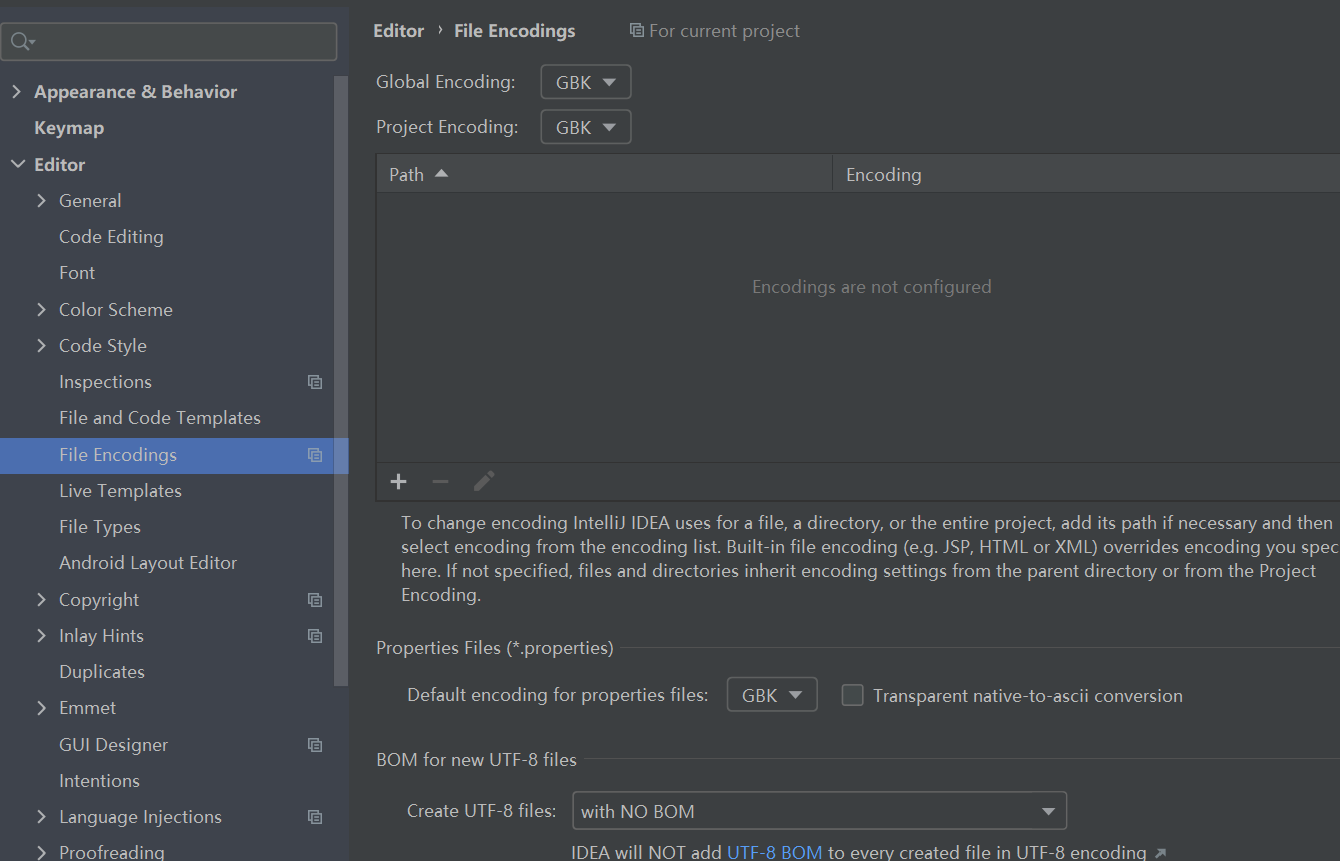 Editor › File Encodings
For current project
Appearance & Behavior
Keymap
Editor
General
Code Editing
Font
Color Scheme
Code Style
Inspections
File and Code Templates
File Encodings
Live Templates
File Types
Android Layout Editor
Copyright
Inlay Hints
Duplicates
Emmet
GUI Designer
Intentions
Language Injections
Proofreading
Global Encoding: GBK
Project Encoding: GBK
Path Encoding
Encodings are not configured
To change encoding IntelliJ IDEA uses for a file, a directory, or the entire project, add its path if necessary and then
select encoding from the encoding list. Built-in file encoding (e.g. JSP, HTML or XML) overrides encoding you spec
here. If not specified, files and directories inherit encoding settings from the parent directory or from the Project
Encoding.
Properties Files (*.properties)
Default encoding for properties files: GBK Transparent native-to-ascii conversion
BOM for new UTF-8 files
Create UTF-8 files: with NO BOM
IDEA will NOT add UTF-8 BOM to every created file in UTF-8 encoding